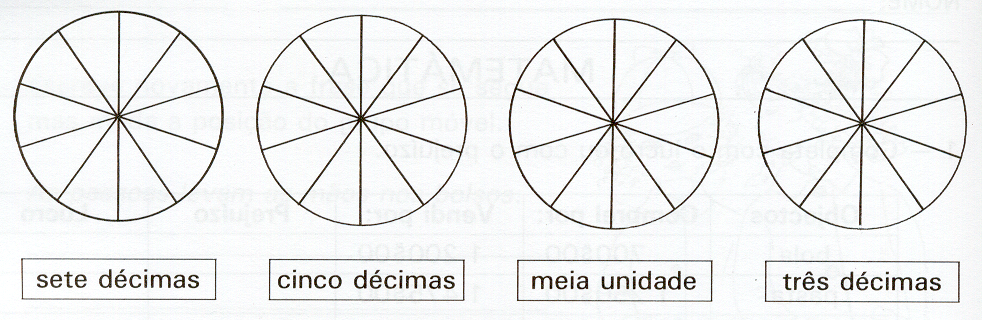 sete décimas
cinco décimas
meia unidade
três décimas